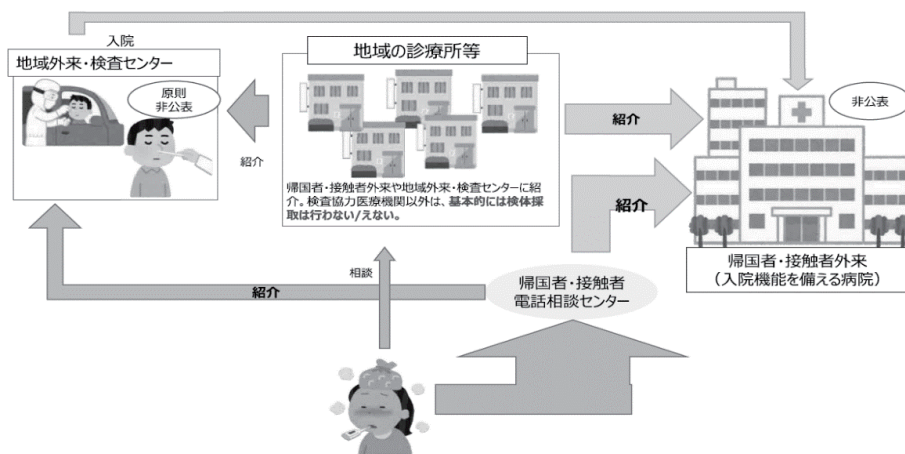 入院
地域外来・検査センター
原則
非公表
紹介
地域の診療所等
帰国者・接触者外来や地域外来・検査センターに紹
介。検査協力医療機関以外は、基本的には検体採
取は行わない/えない。
紹介
非公表
紹介
帰国者・接触者外来
（入院機能を備える病院）
相談
紹介
帰国者・接触者
電話相談センター